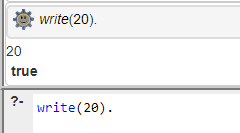 write(20).
20
true
?- write(20).